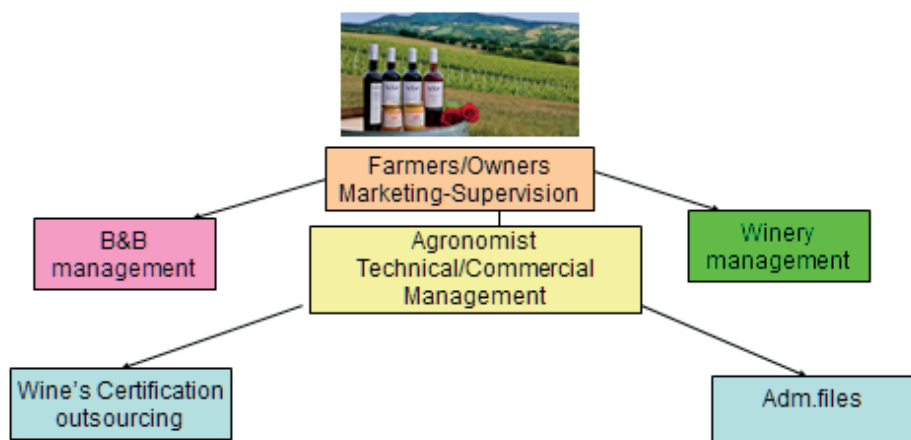 Farmers/Owners
Marketing-Supervision
B&B
management
Agronomist
Technical/Commercial
Management
Winery
management
Wine's Certification
outsourcing
Adm.files